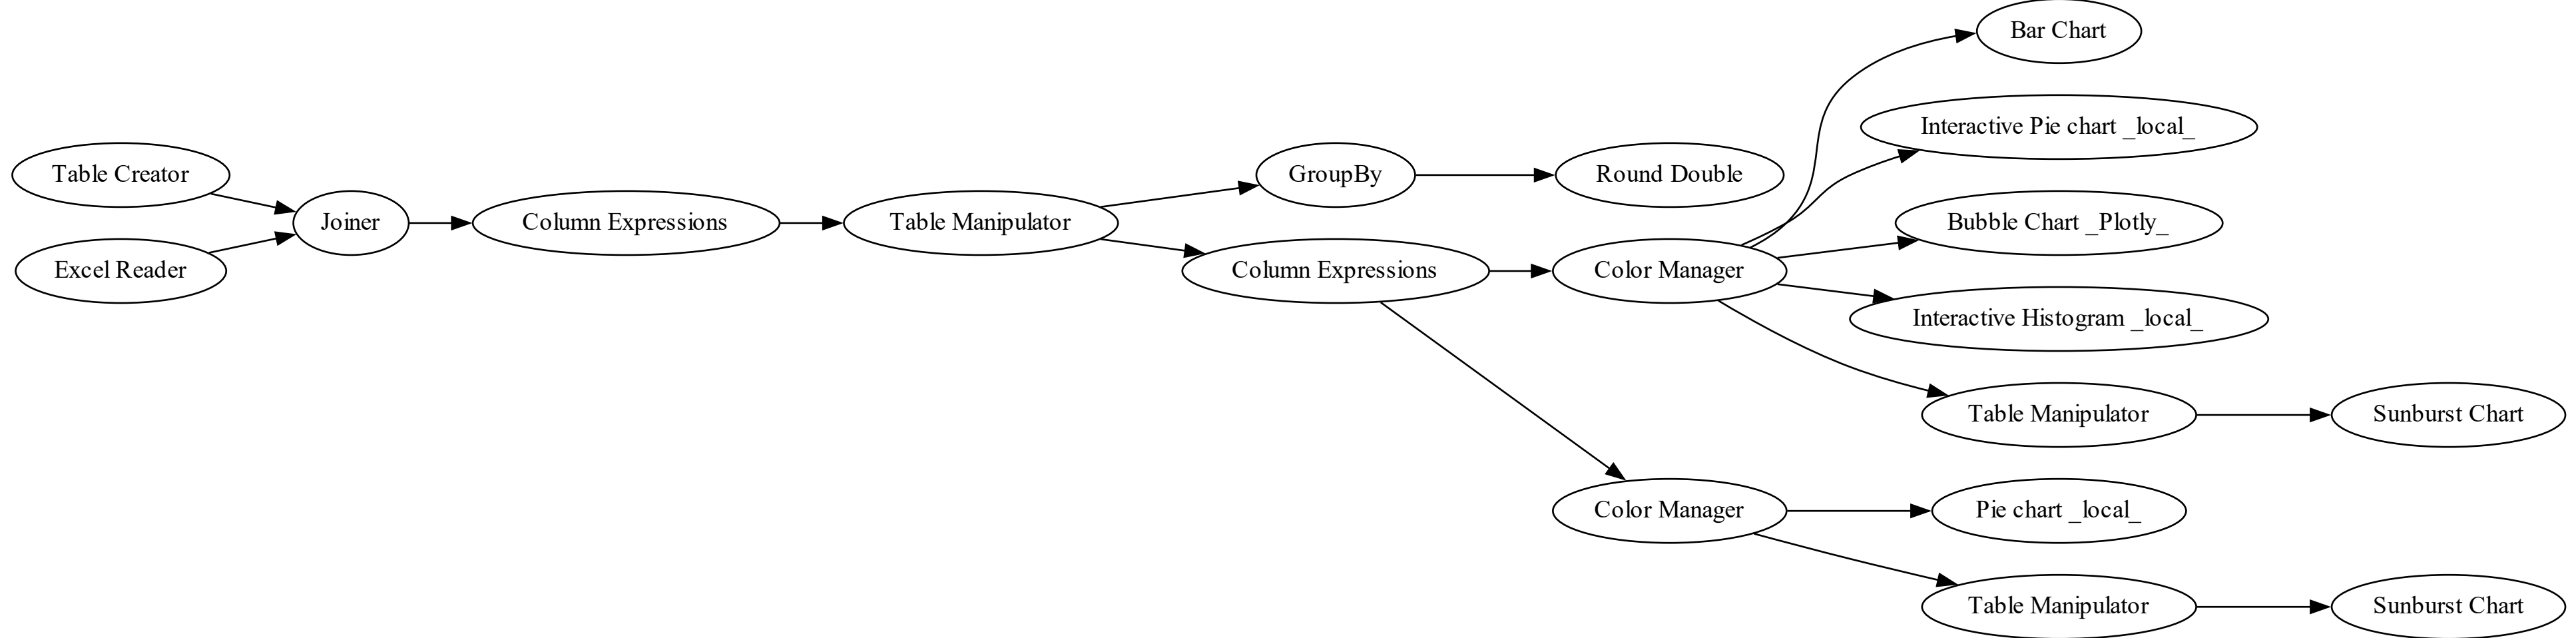 Bar Chart
Interactive Pie chart _local_
Table Creator
GroupBy
Round Double
Joiner
Column Expressions
Table Manipulator
Bubble Chart _Plotly_
Excel Reader
Column Expressions
Color Manager
Interactive Histogram _local_
Table Manipulator
Sunburst Chart
Color Manager
Pie chart _local_
Table Manipulator
Sunburst Chart